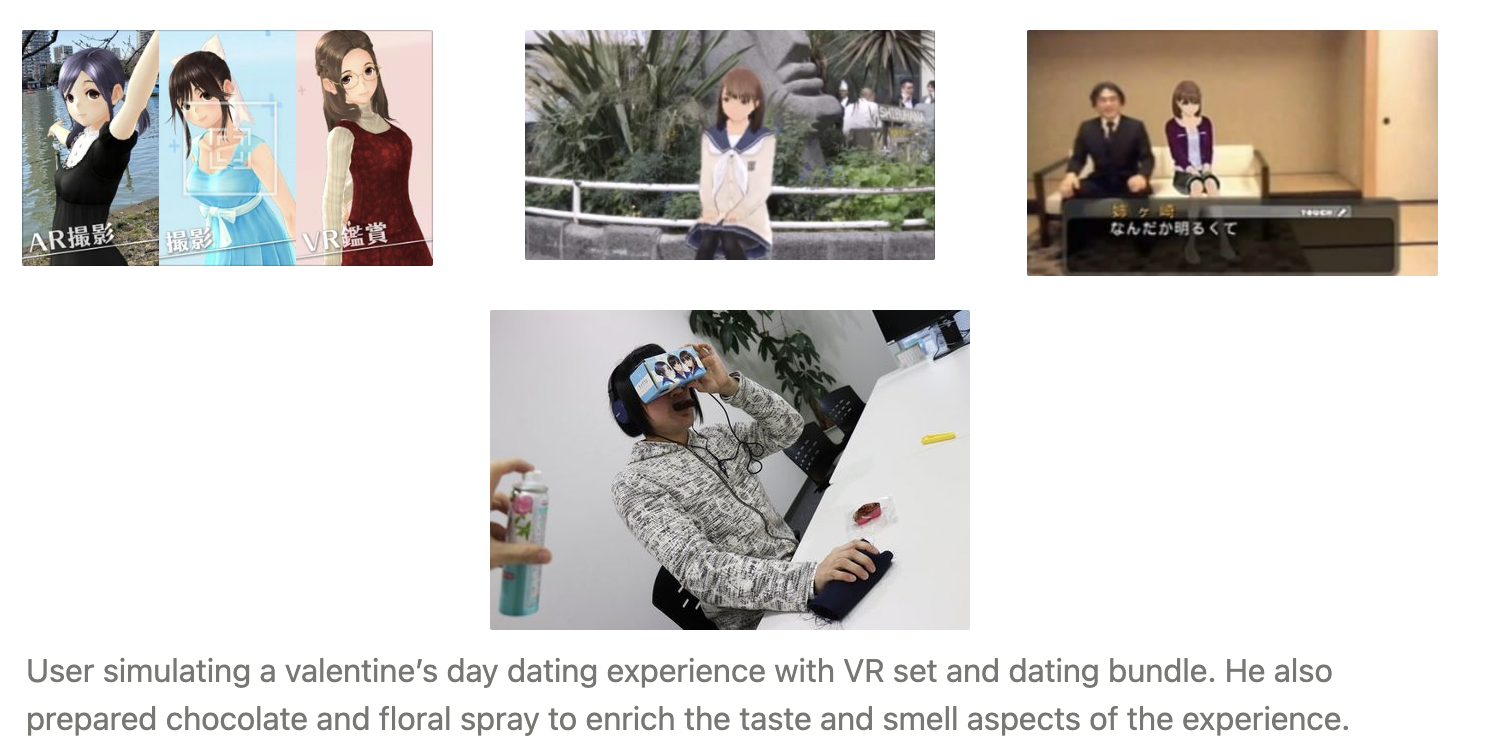 AR撮影
撮影
VR鑑賞
SHIBUYA
姉ヶ崎
TOUCH
なんだか明るくて
User simulating a valentine’s day dating experience with VR set and dating bundle. He also
prepared chocolate and floral spray to enrich the taste and smell aspects of the experience.